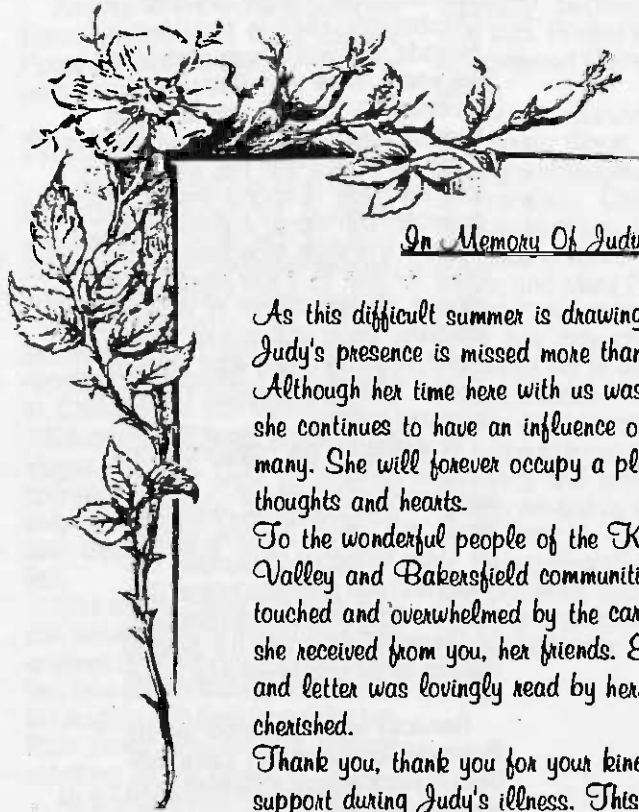 In Memory Of Judy
As this difficult summer is drawing
Judy's presence is missed more than
Although her time here with us was
she continues to have an influence o
many. She will forever occupy a pl
thoughts and hearts.
To the wonderful people of the K
Valley and Bakersfield communiti
touched and overwhelmed by the car
she received from you, her friends. E
and letter was lovingly read by her
cherished.
Thank you, thank you for your kind
support during Judy's illness. This